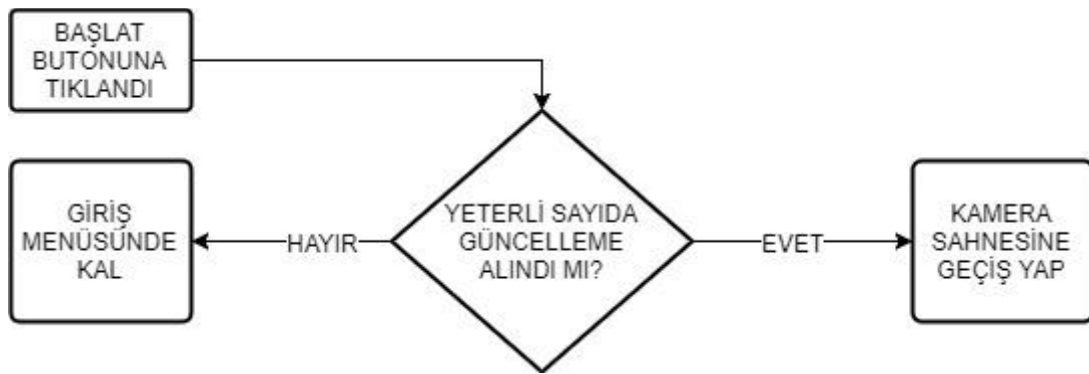 BAŞLAT
BUTONUNA
TIKLANDI
GİRİŞ
MENÜSÜNDE
KAL
HAYIR
YETERLİ SAYIDA
GÜNCELLEME
ALINDI MI?
EVET
KAMERA
SAHNESİNE
GEÇİŞ YAP